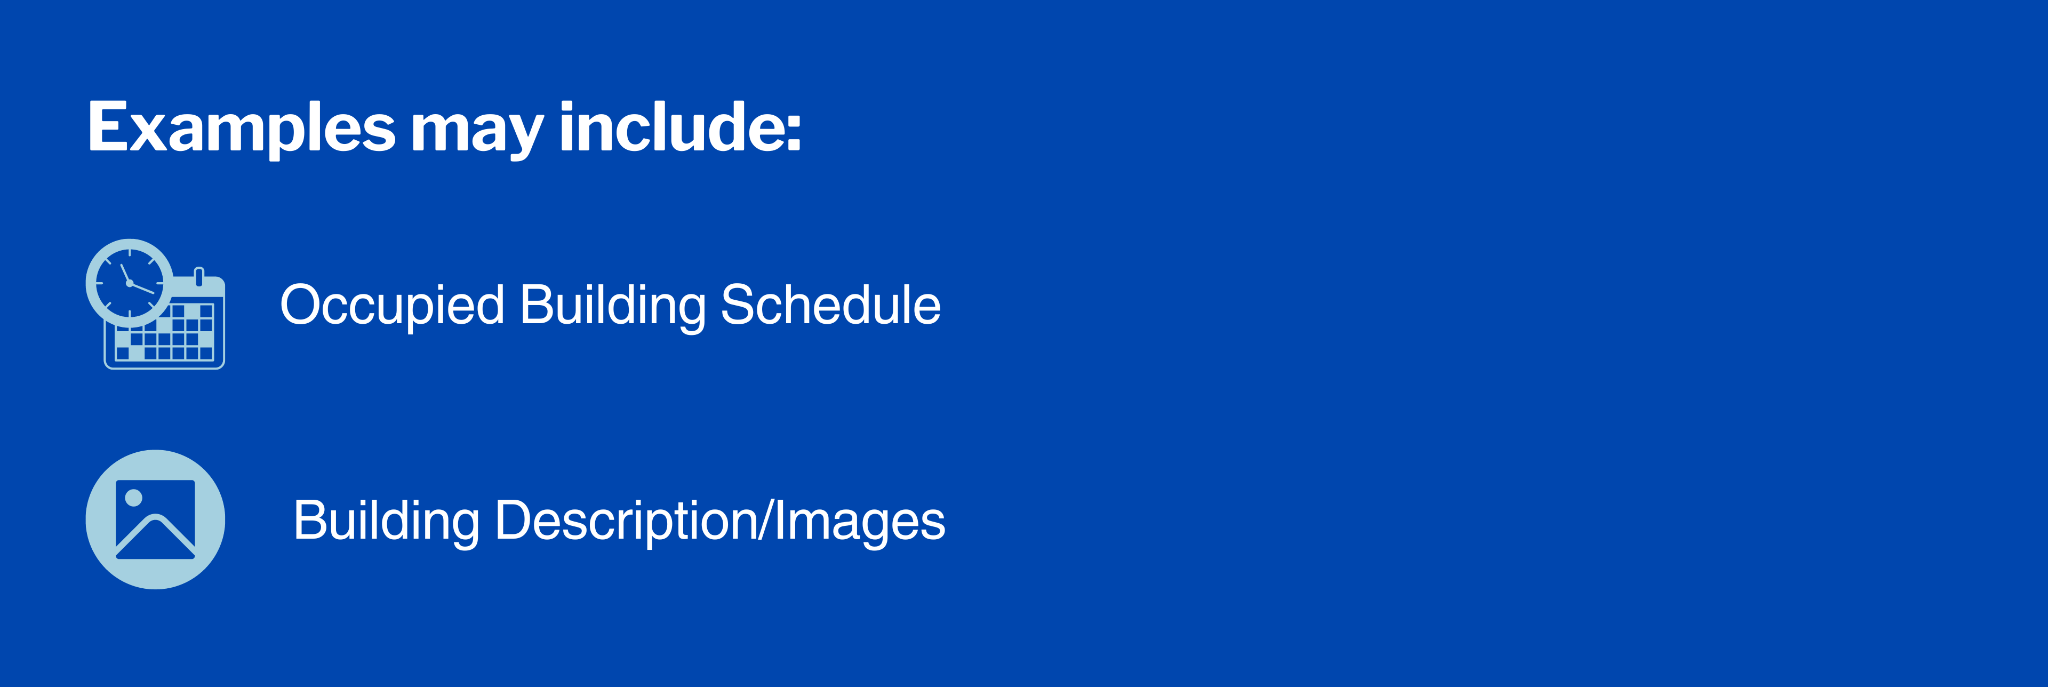 Examples may include:
Occupied Building Schedule
Building Description/Images